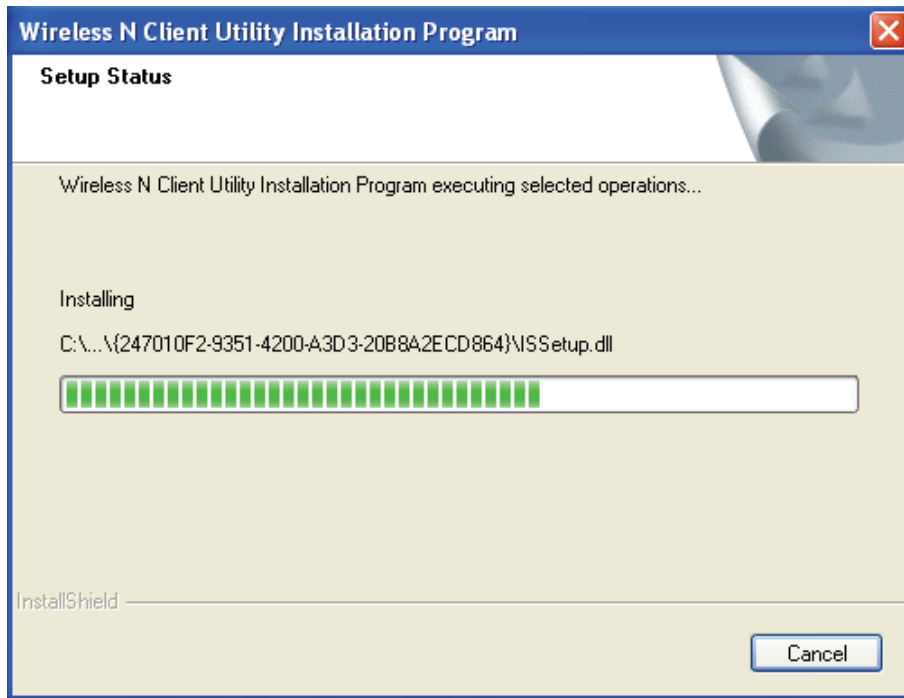 Wireless N Client Utility Installation Program
Setup Status
Wireless N Client Utility Installation Program executing selected operations...
Installing
C:\...\{247010F2-9351-4200-A3D3-20B8A2ECD864}\ISSetup.dll
InstallShield
Cancel